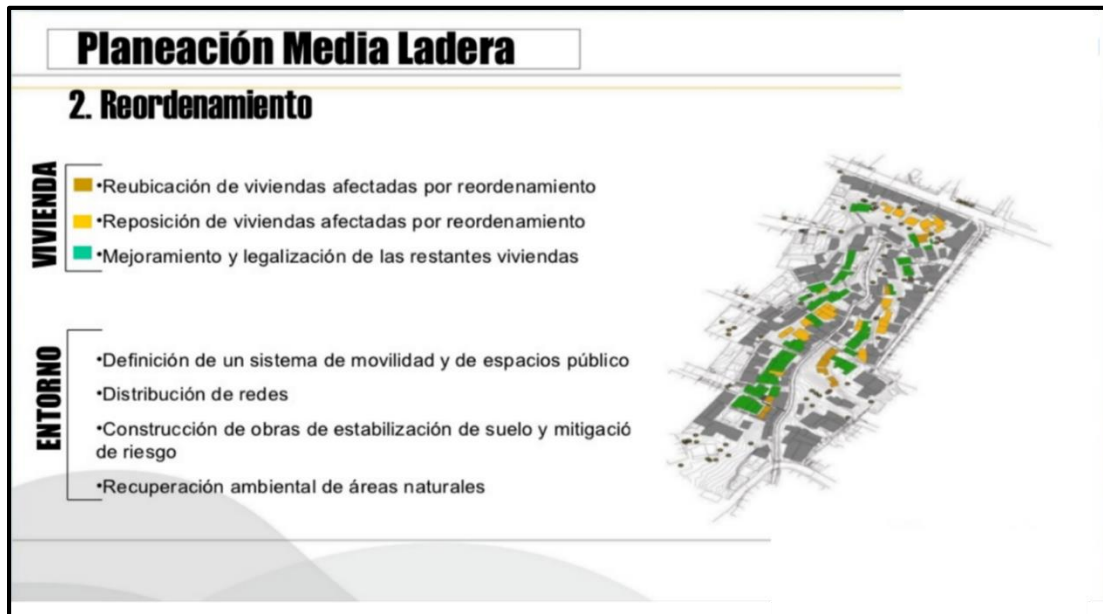 Planeación Media Ladera
2. Reordenamiento
VIVIENDA
•Reubicación de viviendas afectadas por reordenamiento
•Reposición de viviendas afectadas por reordenamiento
•Mejoramiento y legalización de las restantes viviendas
ENTORNO
•Definición de un sistema de movilidad y de espacios público
•Distribución de redes
•Construcción de obras de estabilización de suelo y mitigació
de riesgo
•Recuperación ambiental de áreas naturales